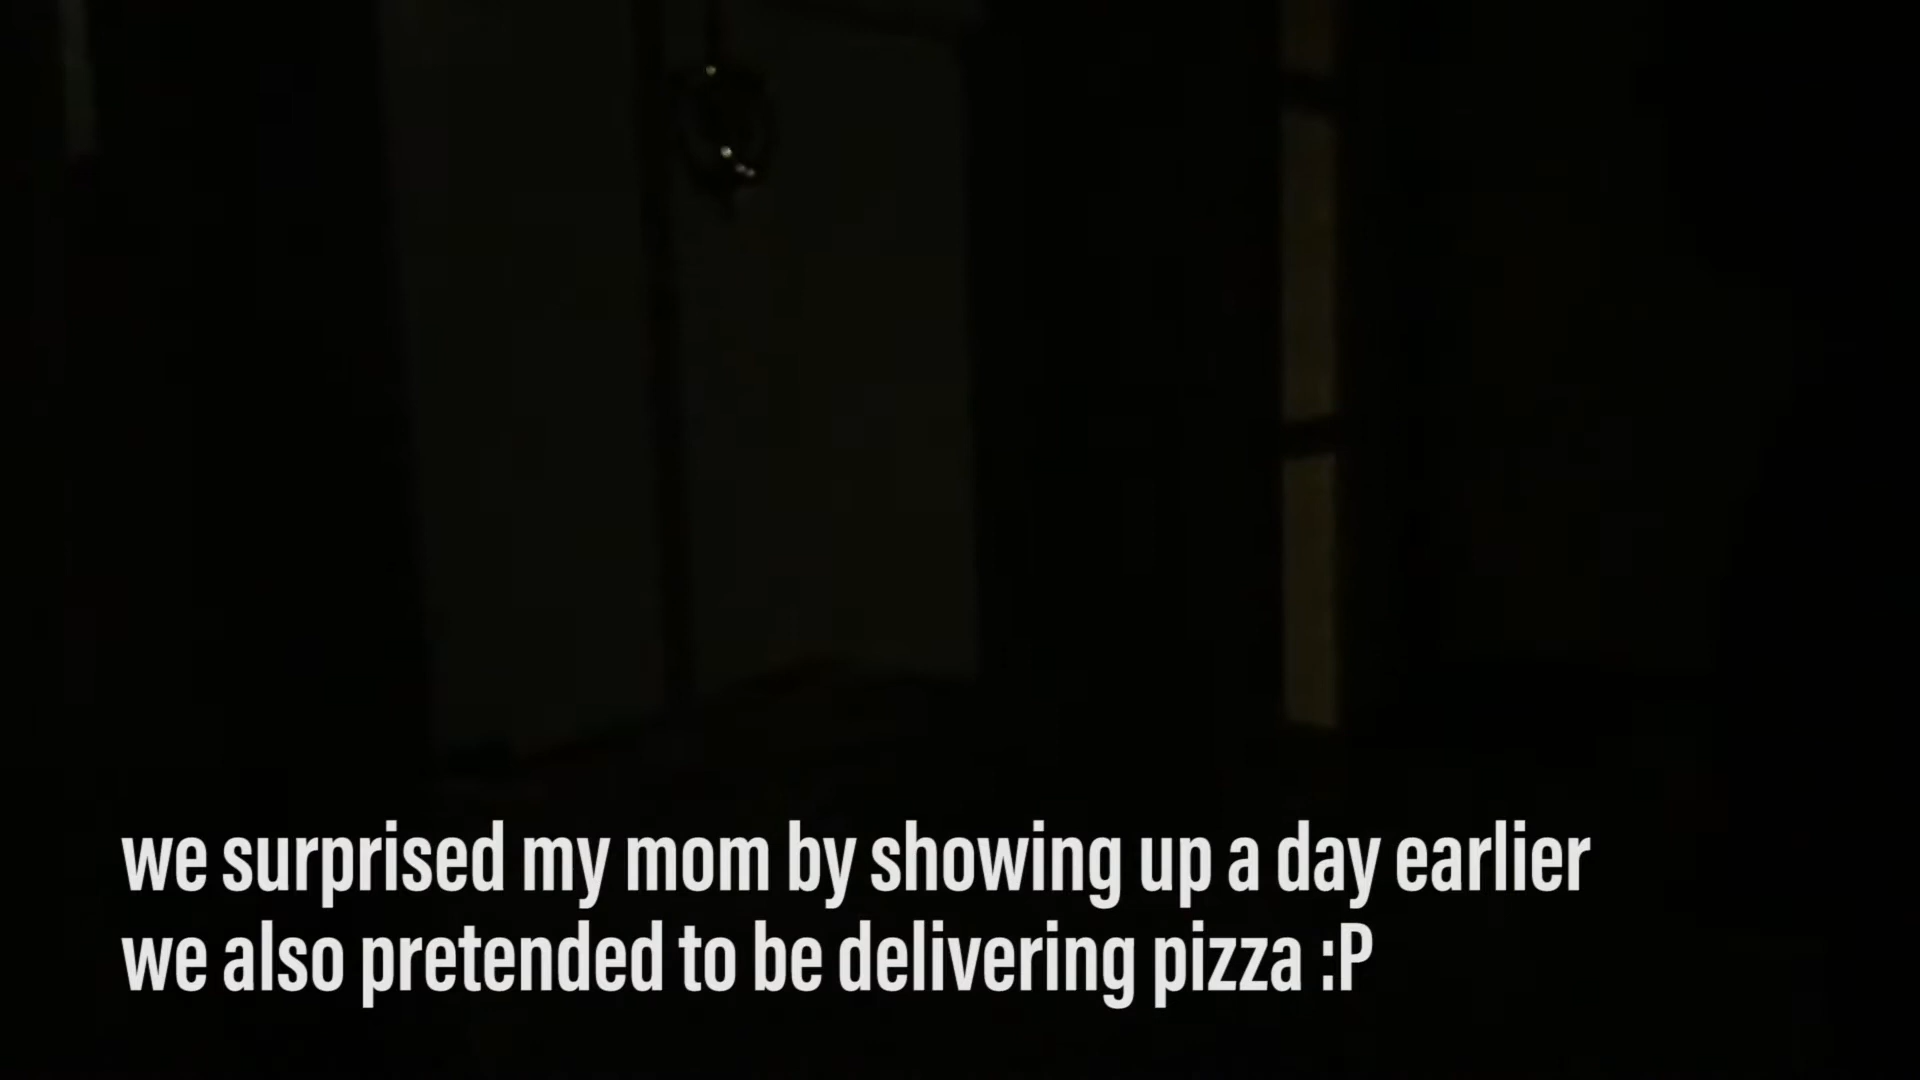 we surprised my mom by showing up a day earlier
we also pretended to be delivering pizza :P